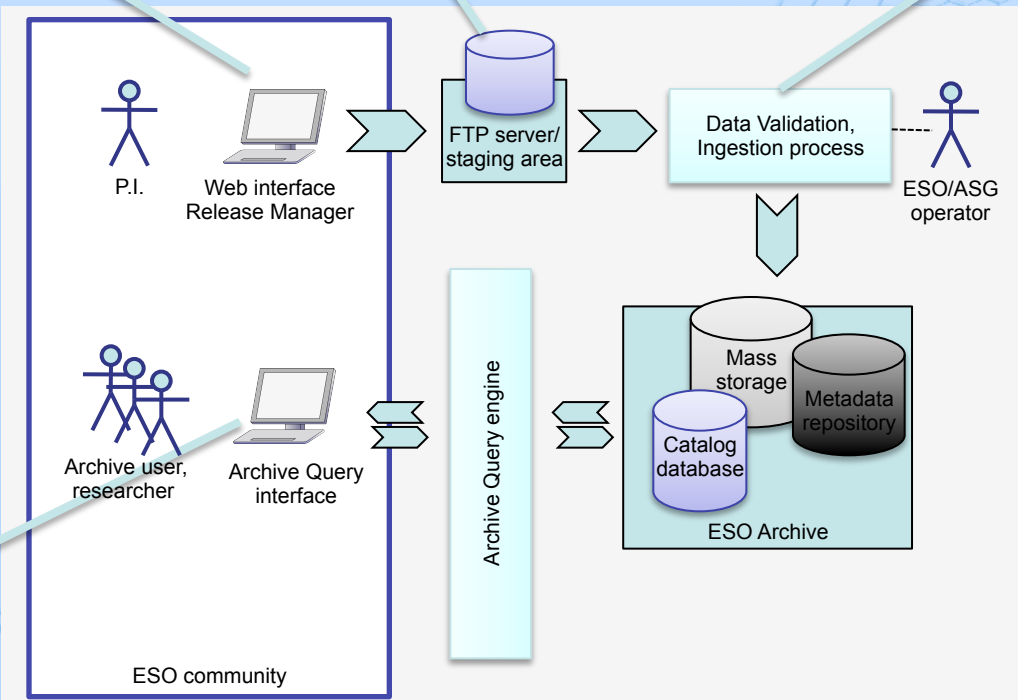 P.I.
Web interface
Release Manager
FTP server/
staging area
Data Validation,
Ingestion process
ESO/ASG
operator
Archive user,
researcher
Archive Query
interface
Archive Query engine
Mass
storage
Metadata
repository
Catalog
database
ESO Archive
ESO community